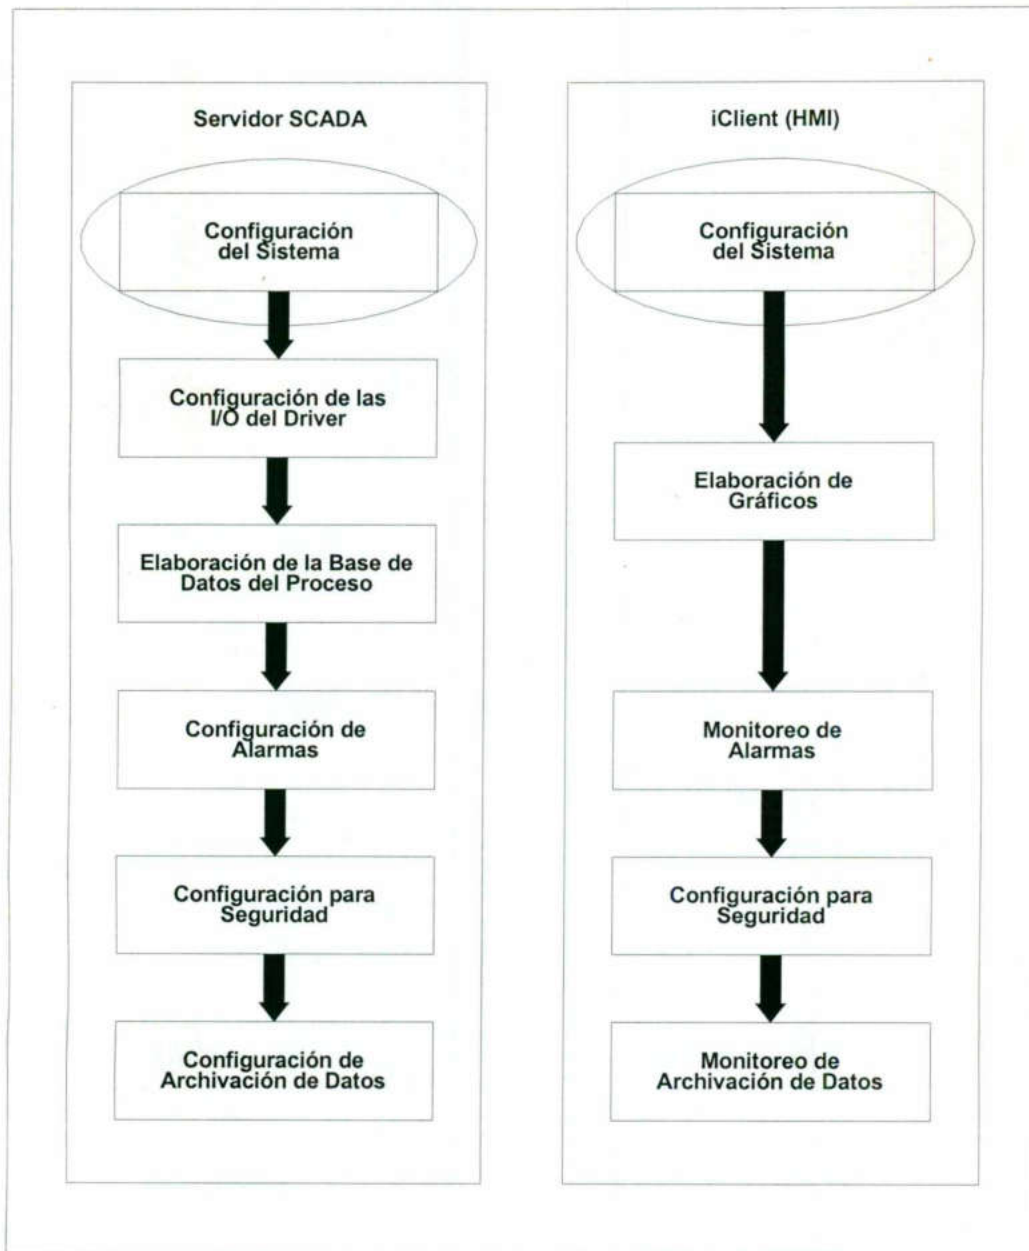 Servidor SCADA
Configuración
del Sistema
Configuración de las
I/O del Driver
Elaboración de la Base de
Datos del Proceso
Configuración de
Alarmas
Configuración para
Seguridad
Configuración de
Archivación de Datos
iClient (HMI)
Configuración
del Sistema
Elaboración de
Gráficos
Monitoreo de
Alarmas
Configuración para
Seguridad
Monitoreo de
Archivación de Datos